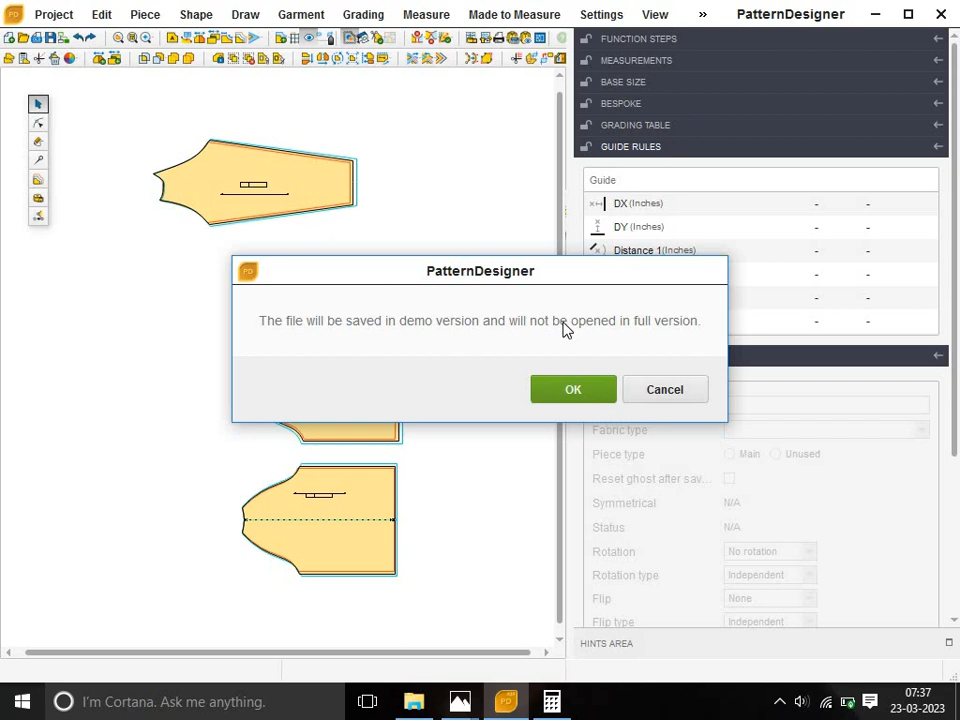 Project Edit Piece Shape Draw Garment Grading Measure Made to Measure Settings View » PatternDesigner
FUNCTION STEPS
MEASUREMENTS
BASE SIZE
BESPOKE
GRADING TABLE
GUIDE RULES
Guide
DX (Inches) - -
DY (Inches) - -
Distance 1(Inches) - -
- -
- -
- -
PatternDesigner
The file will be saved in demo version and will not be opened in full version.
OK Cancel
Fabric type
Piece type Main Unused
Reset ghost after sav...
Symmetrical N/A
Status N/A
Rotation No rotation
Rotation type Independent
Flip None
Flip type Independent
HINTS AREA
I'm Cortana. Ask me anything.
07:37
23-03-2023